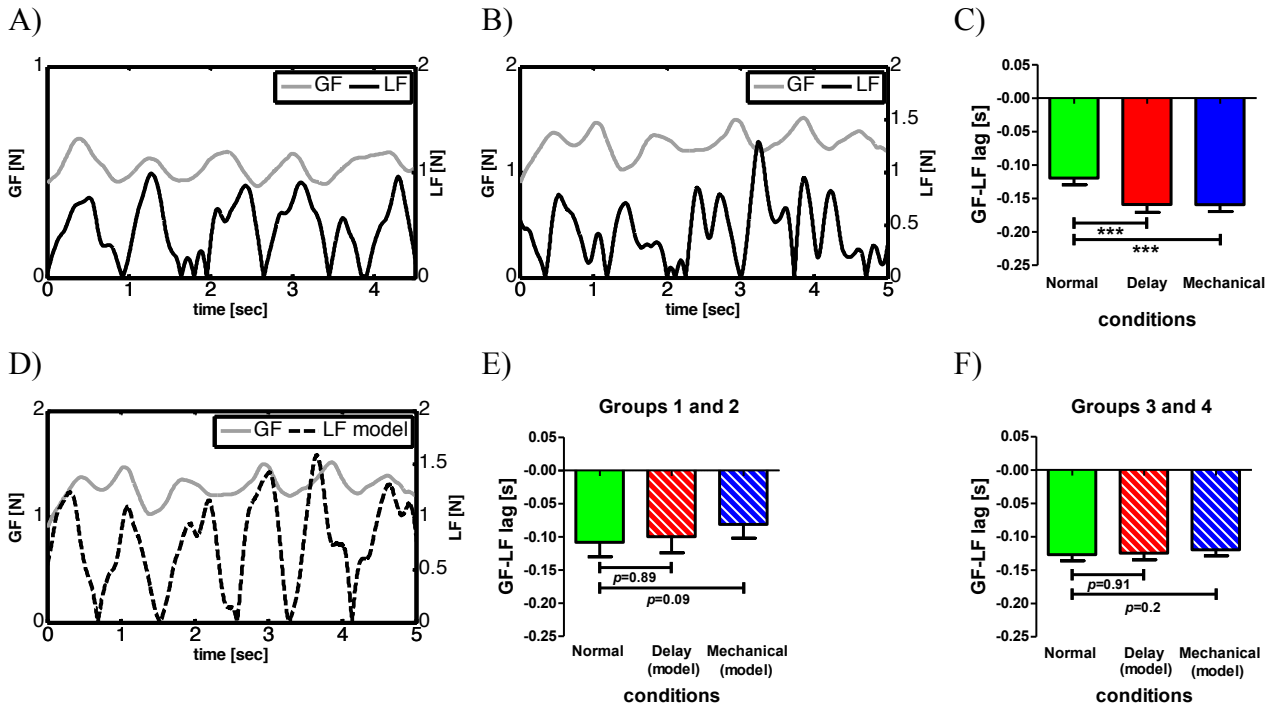 A)
1
0
GF [N]
GF LF
2
1
0
LF [N]
0 1 2 3 4
time [sec]
B)
2
1
0
GF [N]
GF LF
2
1.5
1
0.5
0
LF [N]
0 1 2 3 4 5
time [sec]
C)
0.05
-0.00
-0.05
-0.10
-0.15
-0.20
-0.25
GF-LF lag [s]
***
***
Normal Delay Mechanical
conditions
D)
2
1
0
GF [N]
GF LF model
2
1.5
1
0.5
0
LF [N]
0 1 2 3 4 5
time [sec]
E)
Groups 1 and 2
0.05
-0.00
-0.05
-0.10
-0.15
-0.20
-0.25
GF-LF lag [s]
p=0.89
p=0.09
Normal Delay Mechanical
(model) (model)
conditions
F)
Groups 3 and 4
0.05
-0.00
-0.05
-0.10
-0.15
-0.20
-0.25
GF-LF lag [s]
p=0.91
p=0.2
Normal Delay Mechanical
(model) (model)
conditions